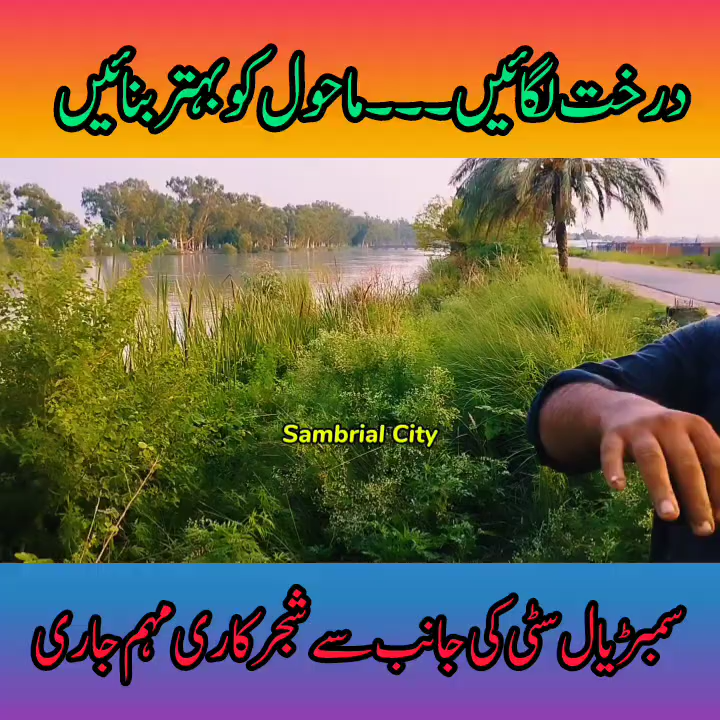 درخت لگائیں۔۔۔ماحول کو بہتر بنائیں
Sambrial City
سمبڑیال سٹی کی جانب سے شجرکاری مہم جاری